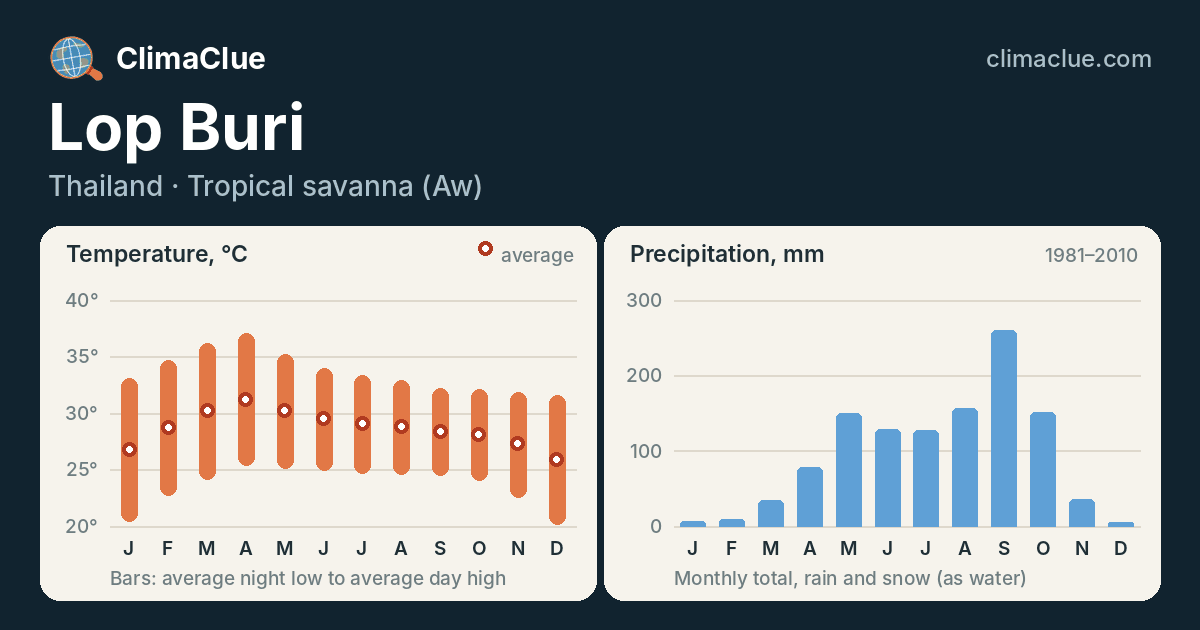 ClimaClue
climaclue.com
Lop Buri
Thailand · Tropical savanna (Aw)
Temperature, °C
average
40°
35°
30°
25°
20°
J F M A M J J A S O N D
Bars: average night low to average day high
Precipitation, mm
1981–2010
300
200
100
0
J F M A M J J A S O N D
Monthly total, rain and snow (as water)